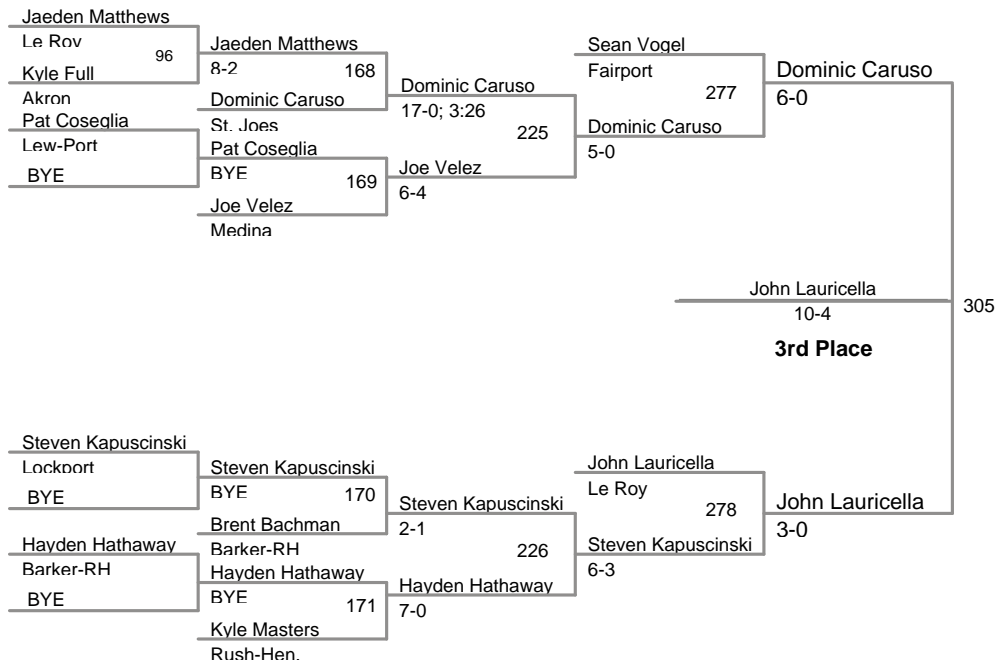 Jaeden Matthews
Le Roy
96
Kyle Full
Akron
Pat Coseglia
Lew-Port
BYE
Jaeden Matthews
8-2
168
Dominic Caruso
St. Joes
Pat Coseglia
BYE
169
Joe Velez
Medina
Dominic Caruso
17-0; 3:26
225
Joe Velez
6-4
Sean Vogel
Fairport
277
Dominic Caruso
5-0
Dominic Caruso
6-0
John Lauricella
10-4
305
3rd Place
Steven Kapuscinski
Lockport
BYE
Hayden Hathaway
Barker-RH
BYE
Steven Kapuscinski
BYE
170
Brent Bachman
Barker-RH
Hayden Hathaway
BYE
171
Kyle Masters
Rush-Hen.
Steven Kapuscinski
2-1
226
Hayden Hathaway
7-0
John Lauricella
Le Roy
278
Steven Kapuscinski
6-3
John Lauricella
3-0